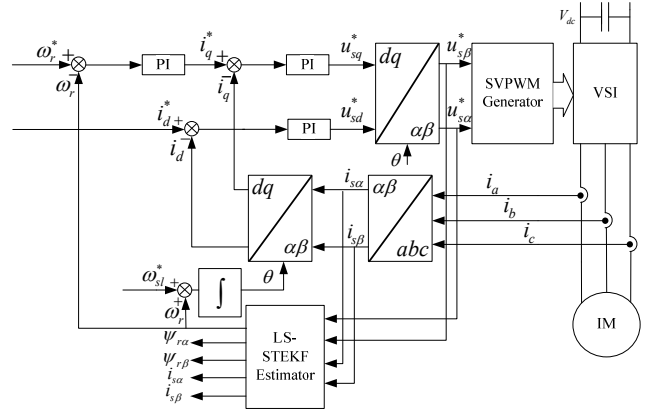 V_dc
ω_r^* + i_q^* + u_sq^* dq u_sβ^*
PI PI SVPWM Generator VSI
ω_r − i_q −
i_d^* + u_sd^* u_sα^*
i_d − PI αβ
θ
dq i_sα αβ i_a
i_b
αβ i_sβ abc i_c
ω_sl^* + ∫ θ
ω_r +
LS-
STEKF
Estimator
IM
ψ_rα
ψ_rβ
i_sα
i_sβ